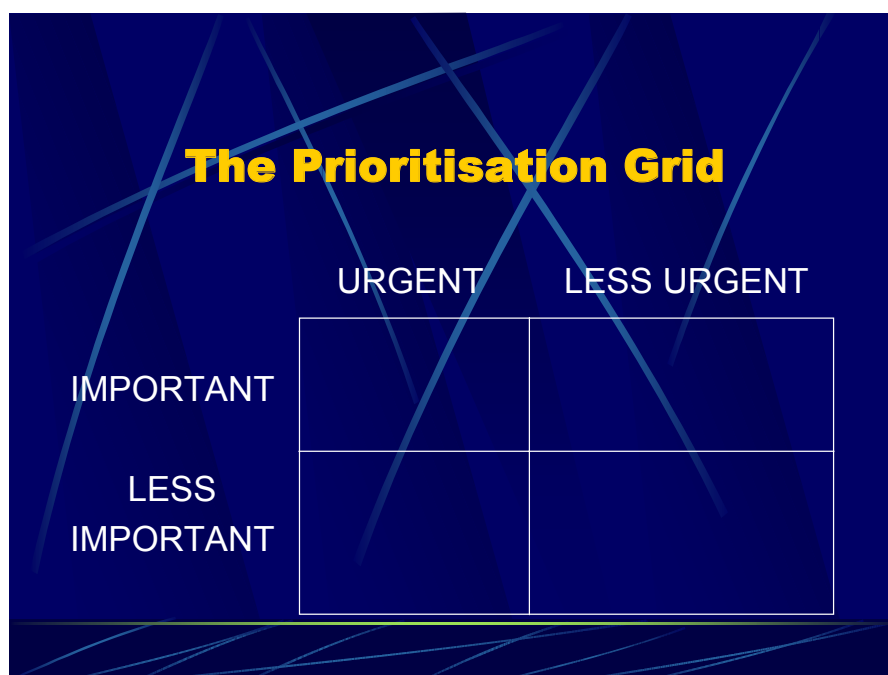 The Prioritisation Grid
URGENT LESS URGENT
IMPORTANT
LESS
IMPORTANT